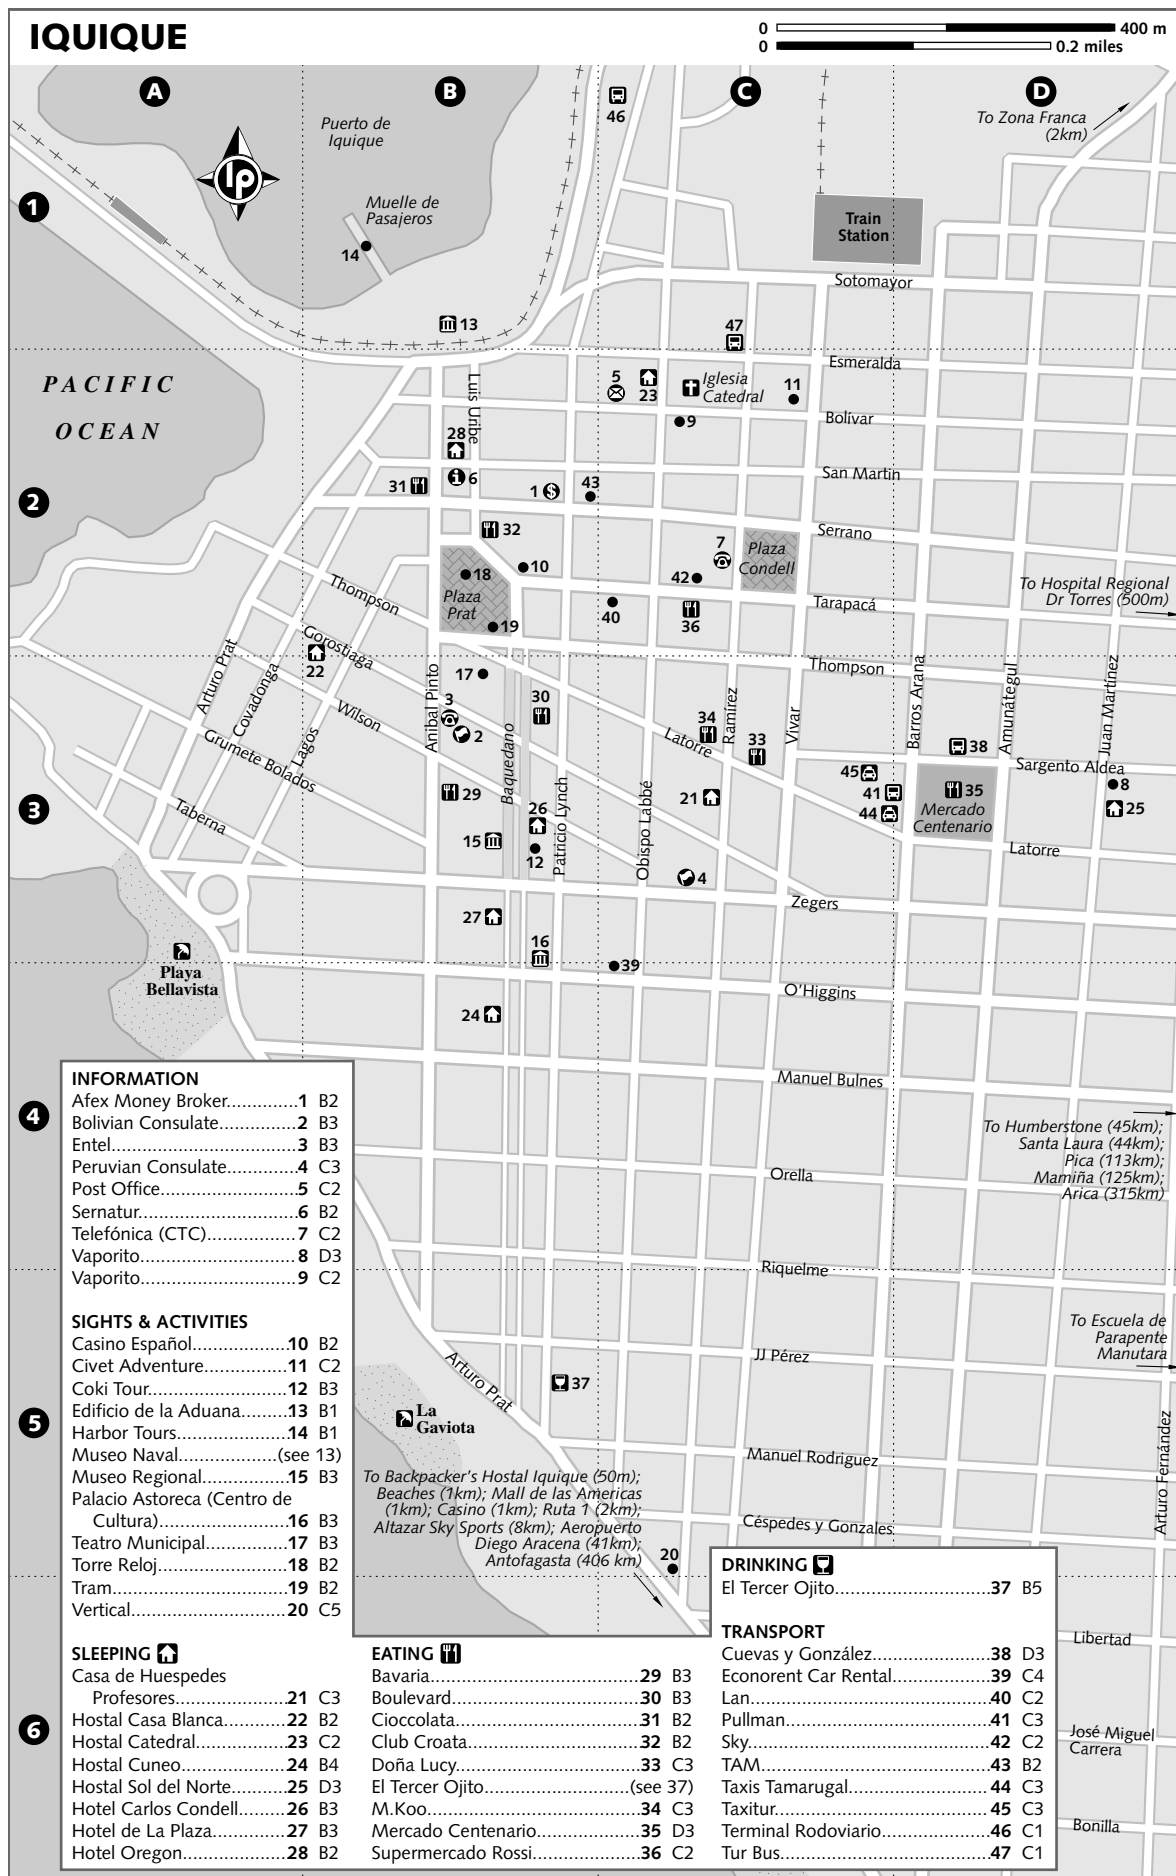 IQUIQUE
0 400 m
0 0.2 miles
A B C D
To Zona Franca
(2km)
46
Puerto de
Iquique
1
lp
Muelle de
Pasajeros
14
Train
Station
Sotomayor
13
47
Esmeralda
PACIFIC
OCEAN
Luis Uribe
5
23
Iglesia
Catedral
11
9
Bolívar
28
6
San Martín
31
1 $
43
2
32
Serrano
7
Plaza
Condell
10
18
42
Plaza
Prat
To Hospital Regional
Dr Torres (500m)
Thompson
40
36
Tarapacá
19
Gorostiaga
22
Thompson
17
Arturo Prat
Covadonga
Lagos
Wilson
Anibal Pinto
3
2
Baquedano
30
Latorre
34
Ramírez
33
Vivar
Barros Arana
Amunátegul
Juan Martínez
38
Sargento Aldea
Grumete Bolados
45
41
44
35
Mercado
Centenario
8
25
3
Taberna
29
26
Patricio Lynch
Obispo Labbé
21
15
12
Latorre
4
Zegers
27
16
39
Playa
Bellavista
O'Higgins
24
Manuel Bulnes
4
To Humberstone (45km);
Santa Laura (44km);
Pica (113km);
Mamiña (125km);
Arica (315km)
Orella
Riquelme
To Escuela de
Parapente
Manutara
JJ Pérez
Arturo Prat
37
5
La
Gaviota
Manuel Rodriguez
Arturo Fernández
To Backpacker's Hostal Iquique (50m);
Beaches (1km); Mall de las Americas
(1km); Casino (1km); Ruta 1 (2km);
Altazar Sky Sports (8km); Aeropuerto
Diego Aracena (41km);
Antofagasta (406 km)
Céspedes y Gonzales
20
Libertad
6
José Miguel
Carrera
Bonilla
INFORMATION
Afex Money Broker.............1 B2
Bolivian Consulate..............2 B3
Entel.................................3 B3
Peruvian Consulate.............4 C3
Post Office.........................5 C2
Sernatur.............................6 B2
Telefónica (CTC)................7 C2
Vaporito............................8 D3
Vaporito............................9 C2
SIGHTS & ACTIVITIES
Casino Español.................10 B2
Civet Adventure...............11 C2
Coki Tour.........................12 B3
Edificio de la Aduana.........13 B1
Harbor Tours....................14 B1
Museo Naval..................(see 13)
Museo Regional................15 B3
Palacio Astoreca (Centro de
Cultura).......................16 B3
Teatro Municipal...............17 B3
Torre Reloj.......................18 B2
Tram................................19 B2
Vertical............................20 C5
SLEEPING
Casa de Huespedes
Profesores....................21 C3
Hostal Casa Blanca............22 B2
Hostal Catedral.................23 C2
Hostal Cuneo...................24 B4
Hostal Sol del Norte..........25 D3
Hotel Carlos Condell..........26 B3
Hotel de La Plaza..............27 B3
Hotel Oregon...................28 B2
EATING
Bavaria............................29 B3
Boulevard........................30 B3
Cioccolata.......................31 B2
Club Croata.....................32 B2
Doña Lucy.......................33 C3
El Tercer Ojito...............(see 37)
M.Koo.............................34 C3
Mercado Centenario..........35 D3
Supermercado Rossi..........36 C2
DRINKING
El Tercer Ojito..................37 B5
TRANSPORT
Cuevas y González............38 D3
Econorent Car Rental.........39 C4
Lan..................................40 C2
Pullman...........................41 C3
Sky..................................42 C2
TAM................................43 B2
Taxis Tamarugal................44 C3
Taxitur.............................45 C3
Terminal Rodoviario..........46 C1
Tur Bus............................47 C1